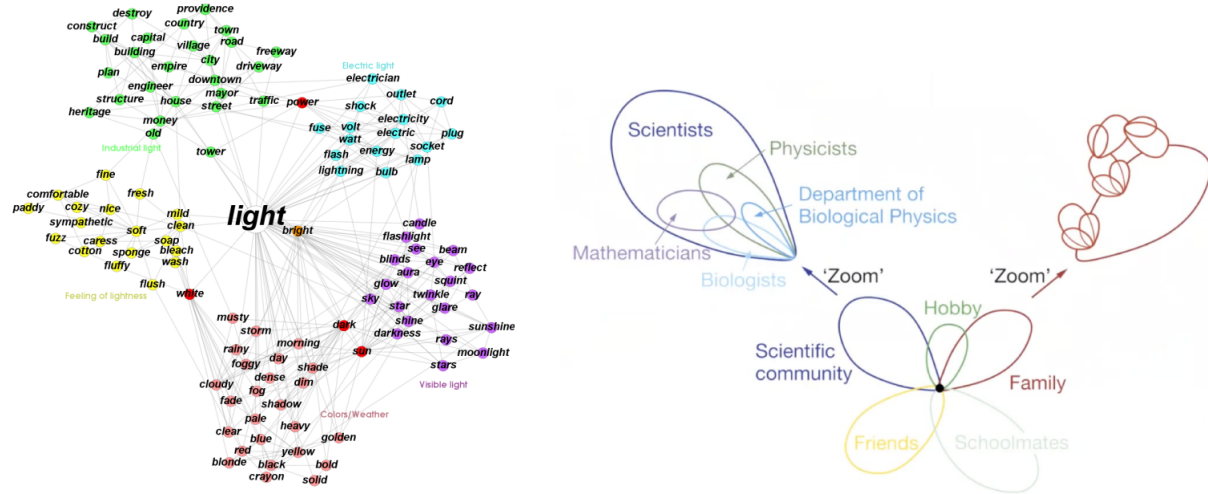 providence
destroy
country
construct
town
build
capital
village
road
building
freeway
city
empire
driveway
plan
downtown
engineer
mayor
structure
house
street
traffic
heritage
money
old
tower
Industrial light
power
Electric light
electrician
outlet
shock
cord
electricity
fuse
volt
electric
plug
watt
socket
flash
energy
lamp
lightning
bulb
fine
comfortable
fresh
paddy
cozy
nice
mild
sympathetic
clean
soft
fuzz
caress
soap
cotton
sponge
bleach
fluffy
wash
flush
Feeling of lightness
white
light
bright
candle
flashlight
see
beam
blinds
eye
reflect
aura
glow
squint
sky
twinkle
ray
star
glare
shine
sunshine
darkness
rays
moonlight
stars
Visible light
dark
sun
musty
storm
morning
rainy
day
foggy
shade
dense
cloudy
dim
fog
fade
shadow
Colors/Weather
pale
heavy
clear
blue
golden
red
yellow
blonde
black
bold
crayon
solid
Scientists
Physicists
Department of
Biological Physics
Mathematicians
Biologists
'Zoom'
'Zoom'
Hobby
Scientific
community
Family
Friends
Schoolmates